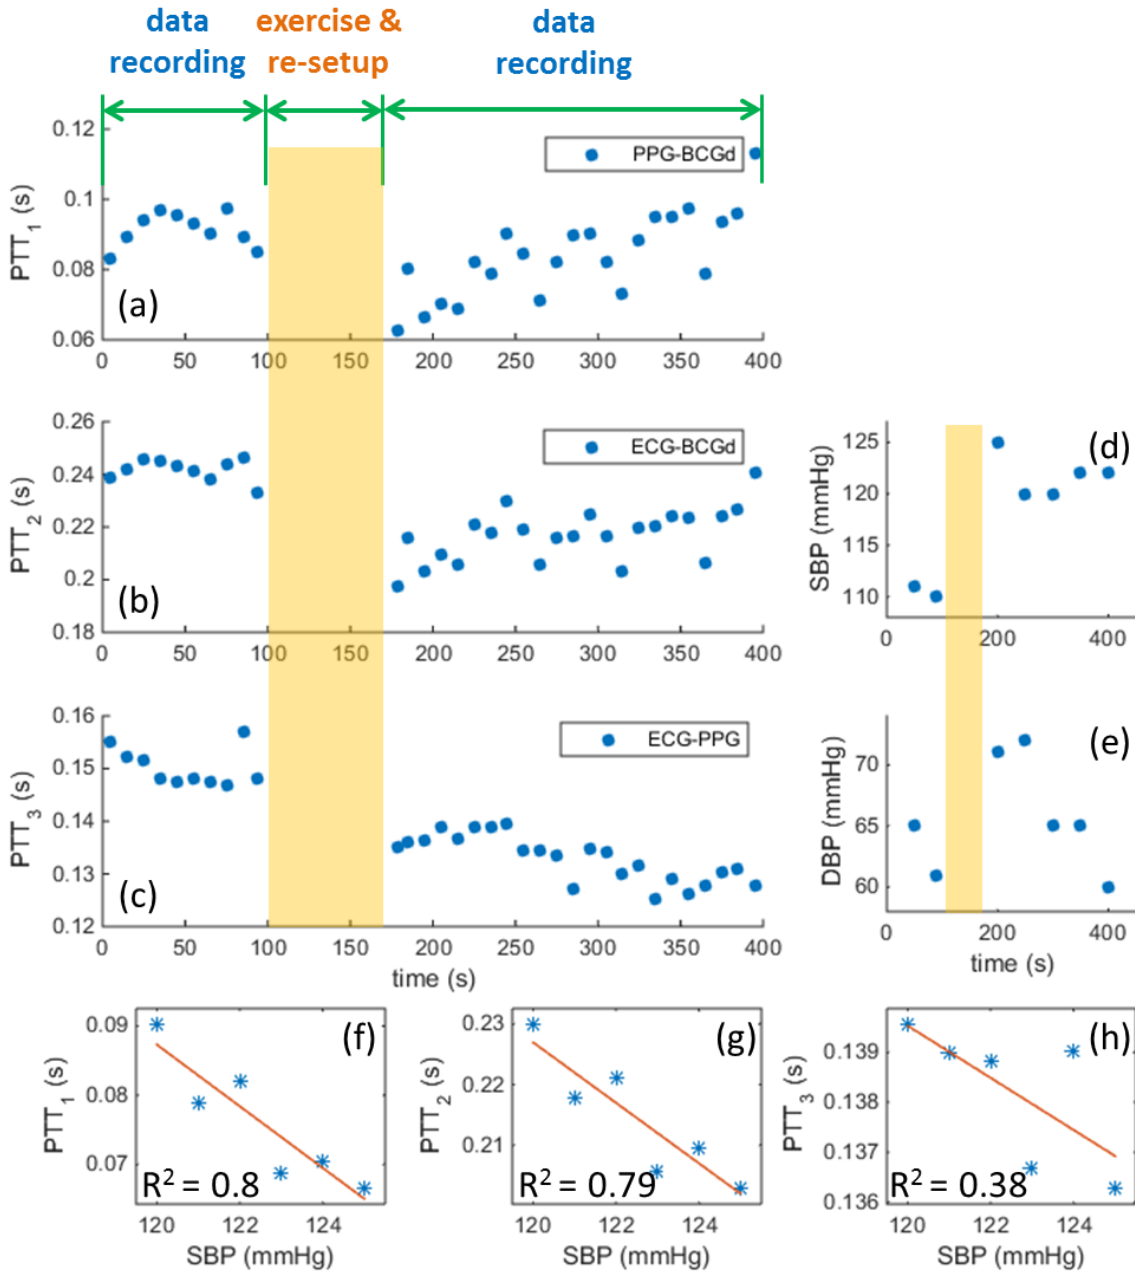 data
recording
exercise &
re-setup
data
recording
0.12
0.1
0.08
0.06
PTT1 (s)
PPG-BCGd
(a)
0 50 100 150 200 250 300 350 400
0.26
0.24
0.22
0.2
0.18
PTT2 (s)
ECG-BCGd
(b)
0 50 100 150 200 250 300 350 400
0.16
0.15
0.14
0.13
0.12
PTT3 (s)
ECG-PPG
(c)
0 50 100 150 200 250 300 350 400
time (s)
125
120
115
110
SBP (mmHg)
(d)
0 200 400
70
65
60
DBP (mmHg)
(e)
0 200 400
time (s)
0.09
0.08
0.07
PTT1 (s)
(f)
R2 = 0.8
120 122 124
SBP (mmHg)
0.23
0.22
0.21
PTT2 (s)
(g)
R2 = 0.79
120 122 124
SBP (mmHg)
0.139
0.138
0.137
0.136
PTT3 (s)
(h)
R2 = 0.38
120 122 124
SBP (mmHg)